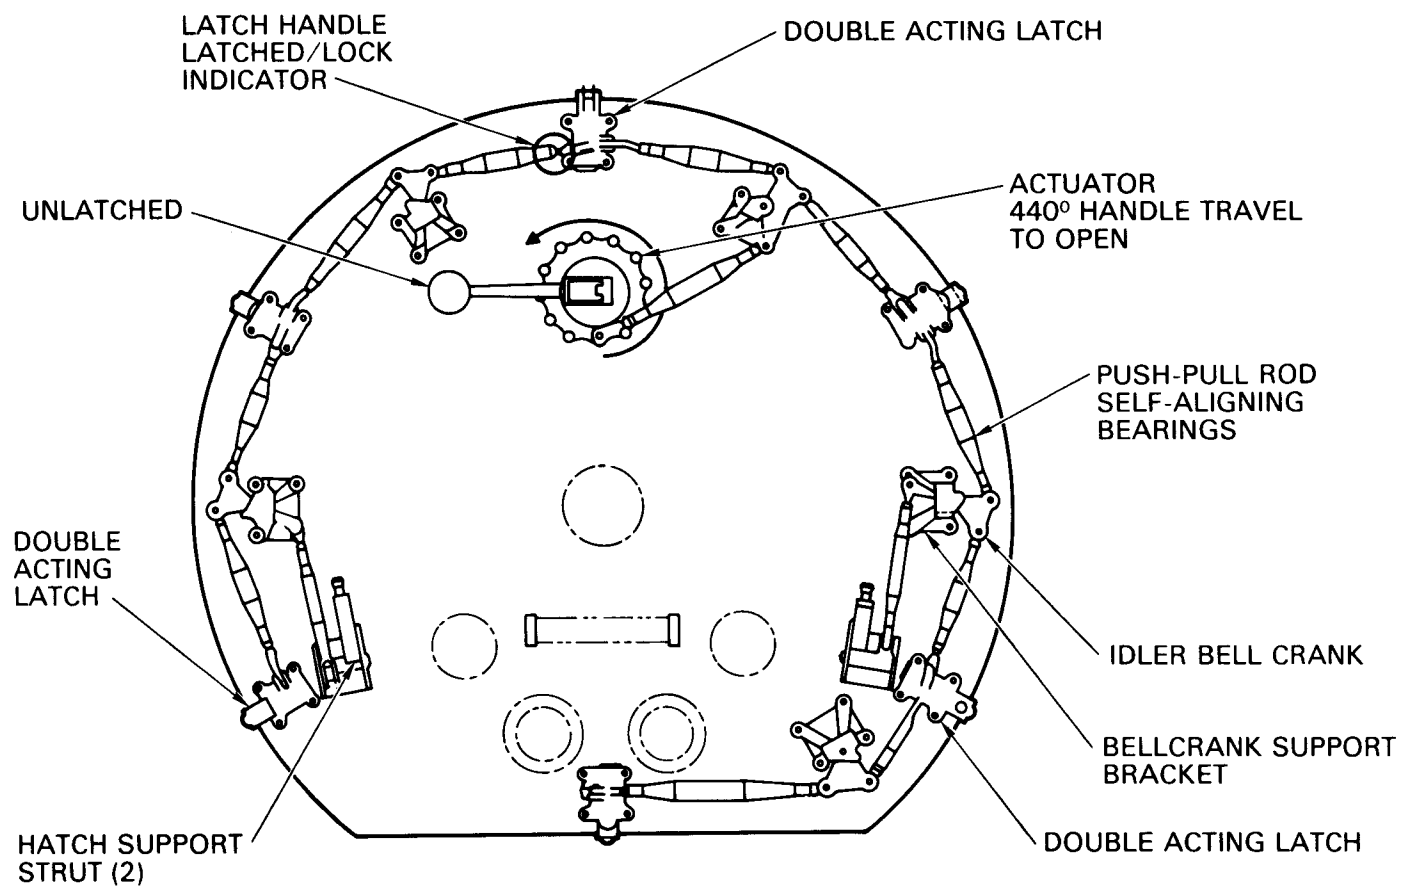 LATCH HANDLE
LATCHED/LOCK
INDICATOR
DOUBLE ACTING LATCH
UNLATCHED
ACTUATOR
440º HANDLE TRAVEL
TO OPEN
PUSH-PULL ROD
SELF-ALIGNING
BEARINGS
DOUBLE
ACTING
LATCH
IDLER BELL CRANK
BELLCRANK SUPPORT
BRACKET
HATCH SUPPORT
STRUT (2)
DOUBLE ACTING LATCH